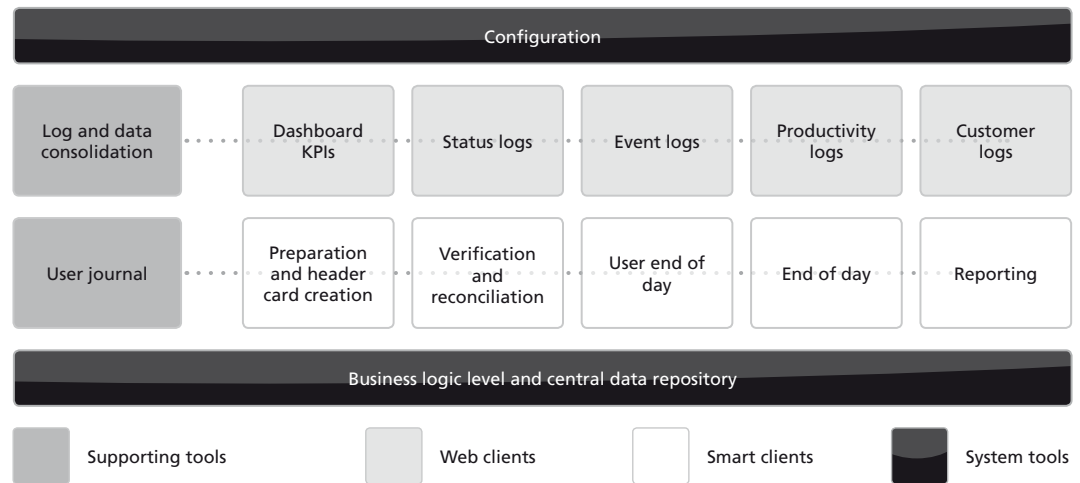 Configuration
Log and data
consolidation
Dashboard
KPIs
Status logs
Event logs
Productivity
logs
Customer
logs
User journal
Preparation
and header
card creation
Verification
and
reconciliation
User end of
day
End of day
Reporting
Business logic level and central data repository
Supporting tools
Web clients
Smart clients
System tools